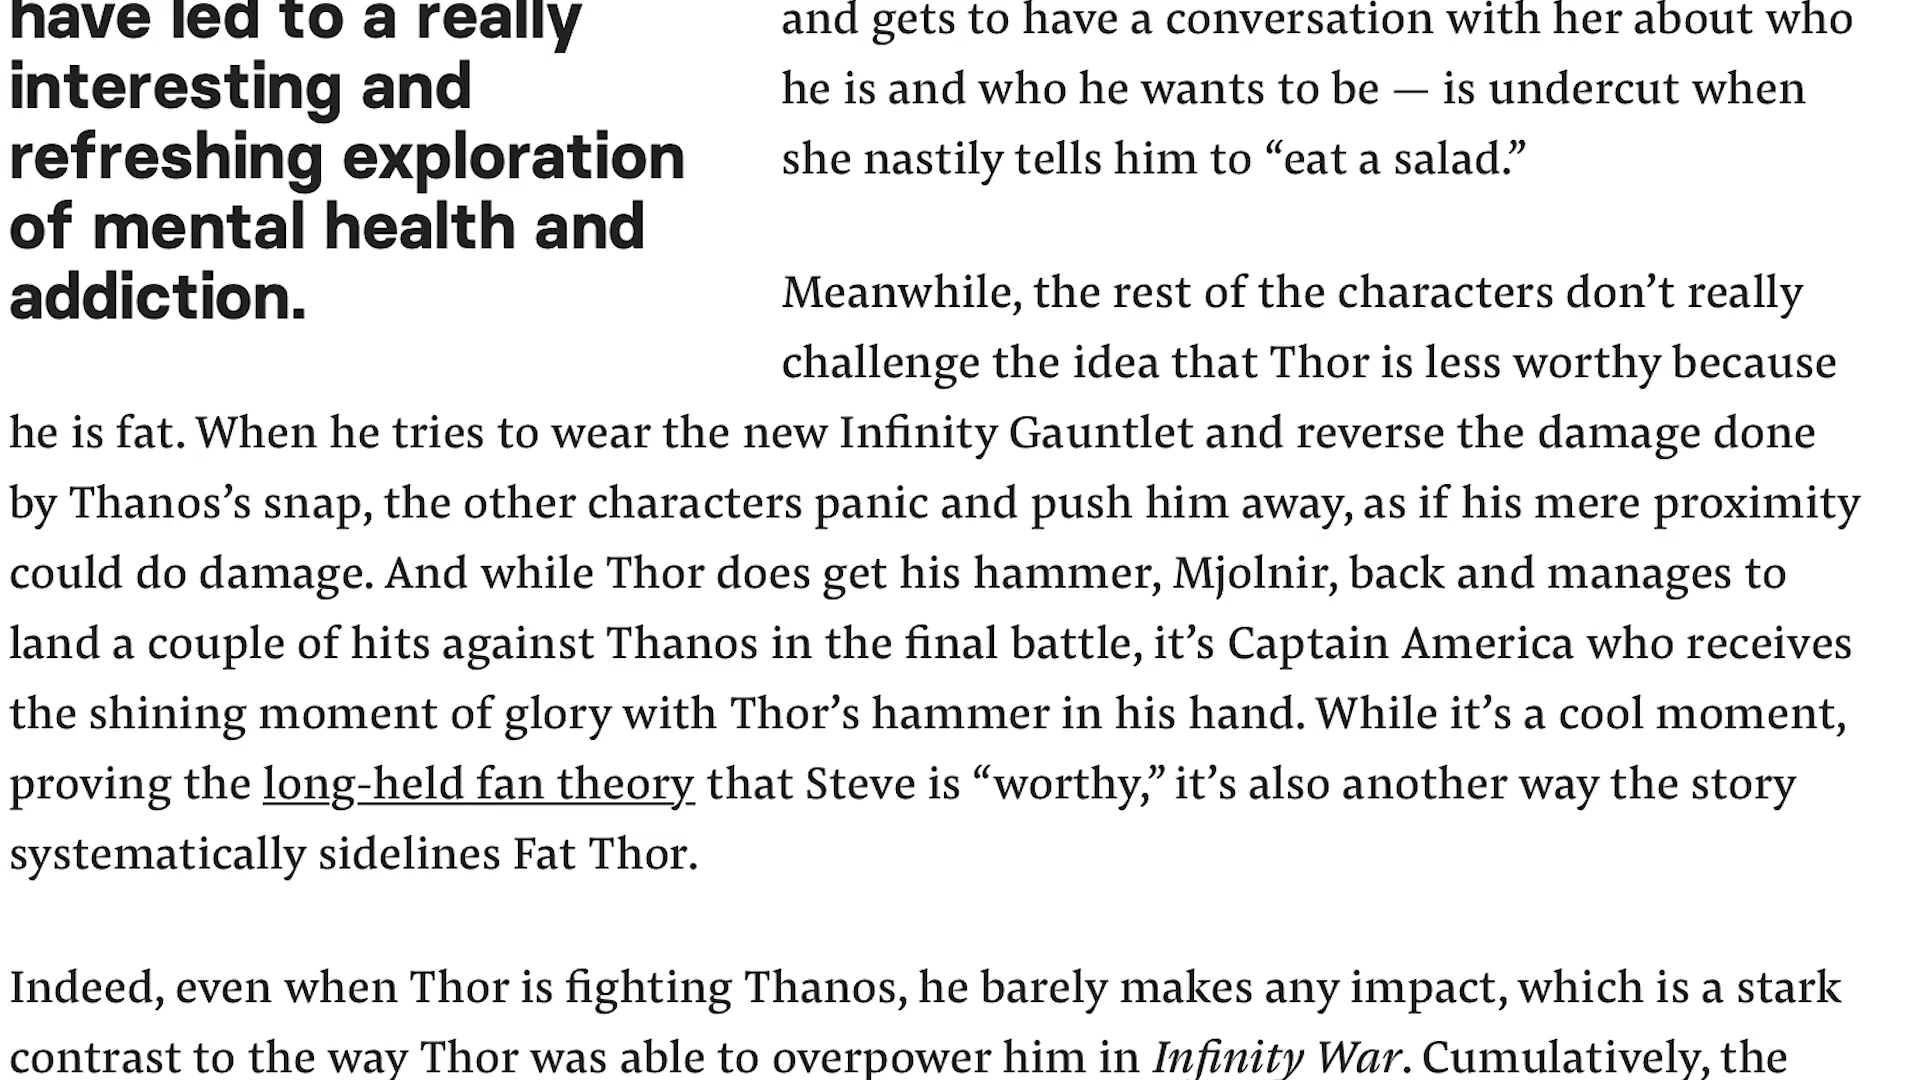 have led to a really
interesting and
refreshing exploration
of mental health and
addiction.
and gets to have a conversation with her about who
he is and who he wants to be — is undercut when
she nastily tells him to “eat a salad.”
Meanwhile, the rest of the characters don’t really
challenge the idea that Thor is less worthy because
he is fat. When he tries to wear the new Infinity Gauntlet and reverse the damage done
by Thanos’s snap, the other characters panic and push him away, as if his mere proximity
could do damage. And while Thor does get his hammer, Mjolnir, back and manages to
land a couple of hits against Thanos in the final battle, it’s Captain America who receives
the shining moment of glory with Thor’s hammer in his hand. While it’s a cool moment,
proving the long-held fan theory that Steve is “worthy,” it’s also another way the story
systematically sidelines Fat Thor.
Indeed, even when Thor is fighting Thanos, he barely makes any impact, which is a stark
contrast to the way Thor was able to overpower him in Infinity War. Cumulatively, the